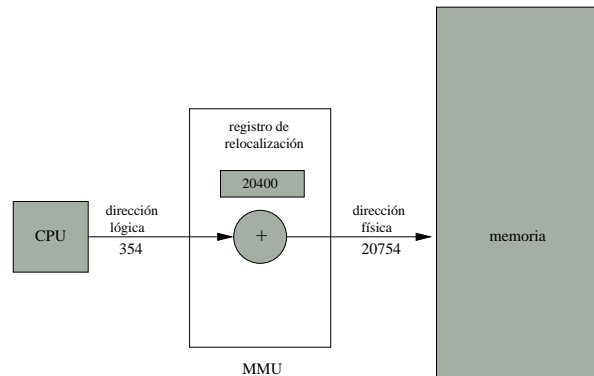 registro de
relocalización
20400
CPU
dirección
lógica
354
+
dirección
física
20754
memoria
MMU